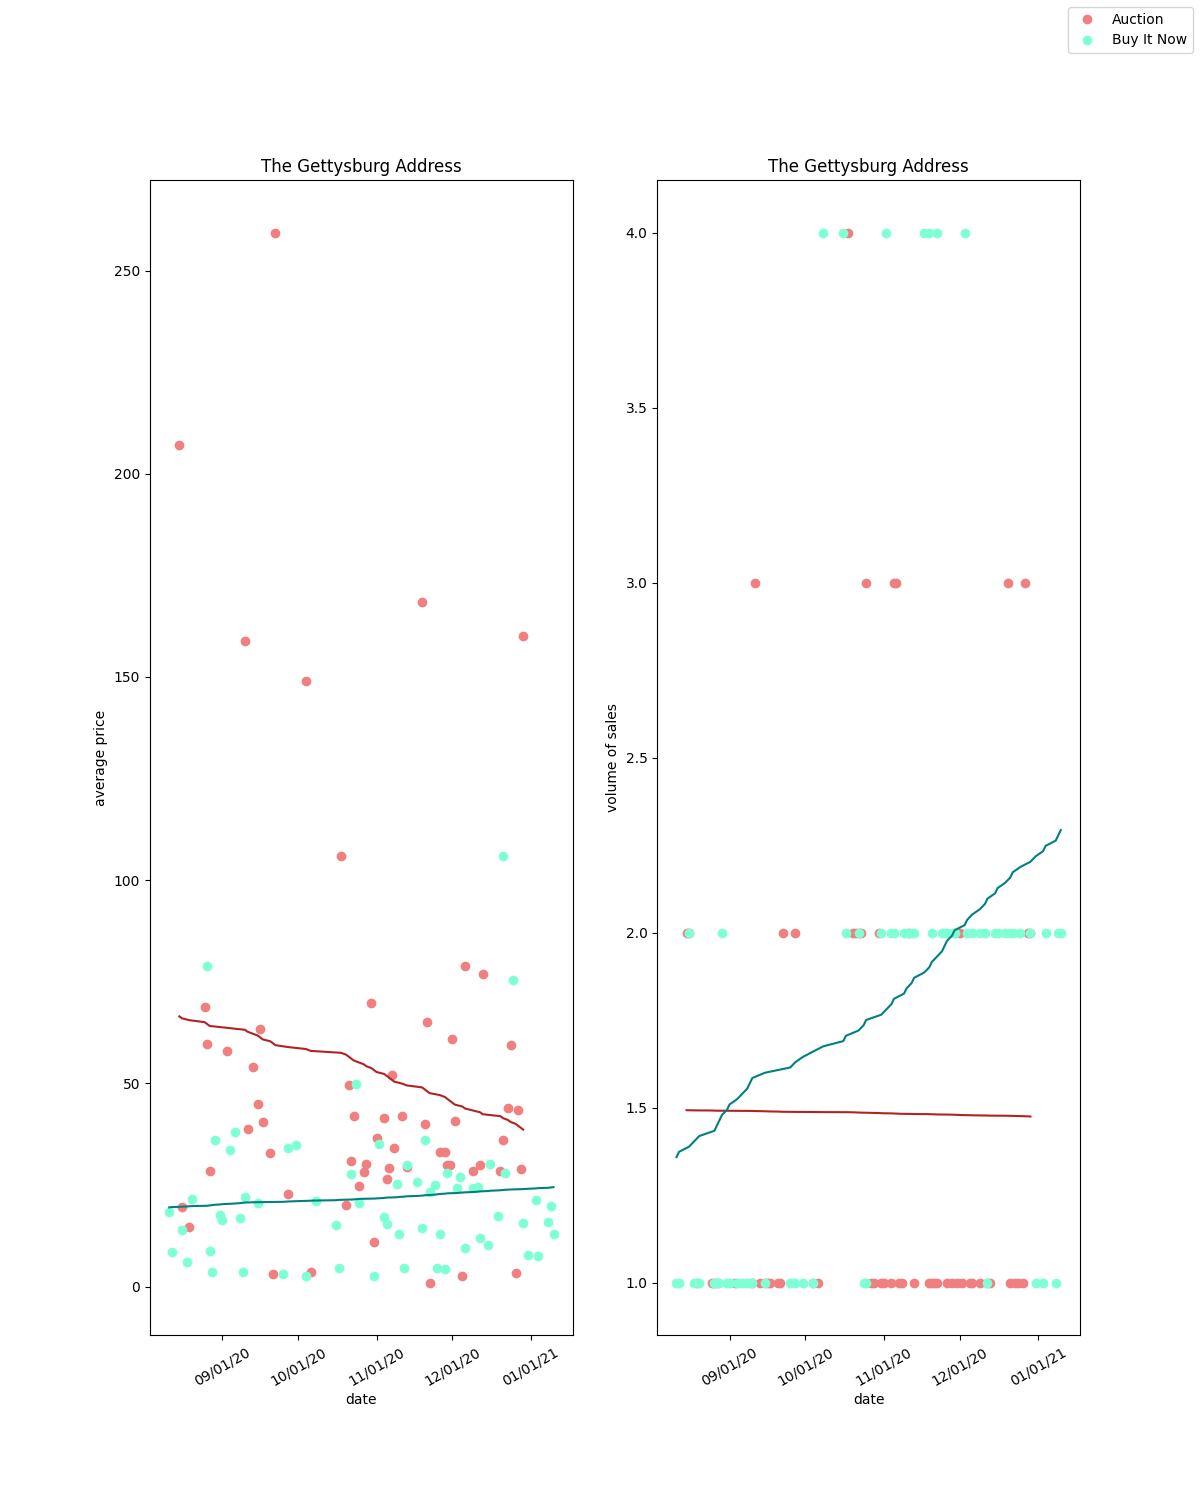 Auction
Buy It Now
The Gettysburg Address
250
200
150
100
50
0
average price
09/01/20
10/01/20
11/01/20
12/01/20
01/01/21
date
The Gettysburg Address
4.0
3.5
3.0
2.5
2.0
1.5
1.0
volume of sales
09/01/20
10/01/20
11/01/20
12/01/20
01/01/21
date